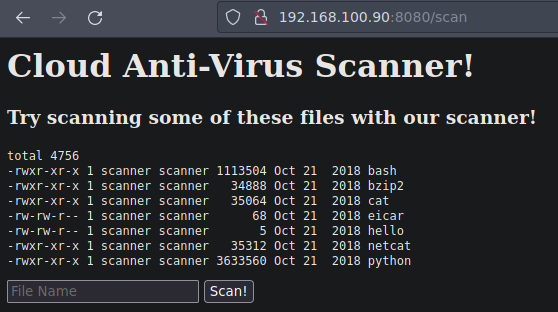 192.168.100.90:8080/scan
Cloud Anti-Virus Scanner!
Try scanning some of these files with our scanner!
total 4756
-rwxr-xr-x 1 scanner scanner 1113504 Oct 21  2018 bash
-rwxr-xr-x 1 scanner scanner   34888 Oct 21  2018 bzip2
-rwxr-xr-x 1 scanner scanner   35064 Oct 21  2018 cat
-rw-rw-r-- 1 scanner scanner      68 Oct 21  2018 eicar
-rw-rw-r-- 1 scanner scanner       5 Oct 21  2018 hello
-rwxr-xr-x 1 scanner scanner   35312 Oct 21  2018 netcat
-rwxr-xr-x 1 scanner scanner 3633560 Oct 21  2018 python
File Name Scan!